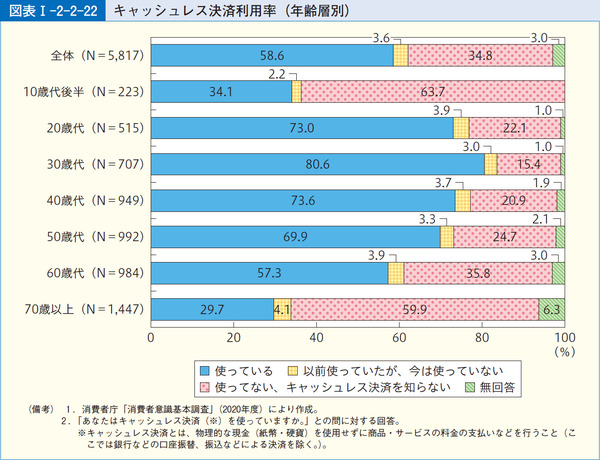 図表Ⅰ-2-2-22 キャッシュレス決済利用率（年齢層別）
3.6 3.0
全体（N＝5,817） 58.6 34.8
2.2
10歳代後半（N＝223） 34.1 63.7
3.9 1.0
20歳代（N＝515） 73.0 22.1
3.0 1.0
30歳代（N＝707） 80.6 15.4
3.7 1.9
40歳代（N＝949） 73.6 20.9
3.3 2.1
50歳代（N＝992） 69.9 24.7
3.9 3.0
60歳代（N＝984） 57.3 35.8
70歳以上（N＝1,447） 29.7 4.1 59.9 6.3
0 20 40 60 80 100
（%）
使っている 以前使っていたが、今は使っていない
使ってない、キャッシュレス決済を知らない 無回答
（備考） 1．消費者庁「消費者意識基本調査」（2020年度）により作成。
2．「あなたはキャッシュレス決済（※）を使っていますか。」との問に対する回答。
※キャッシュレス決済とは、物理的な現金（紙幣・硬貨）を使用せずに商品・サービスの料金の支払いなどを行うこと（こ
こでは銀行などの口座振替、振込などによる決済を除く。）。